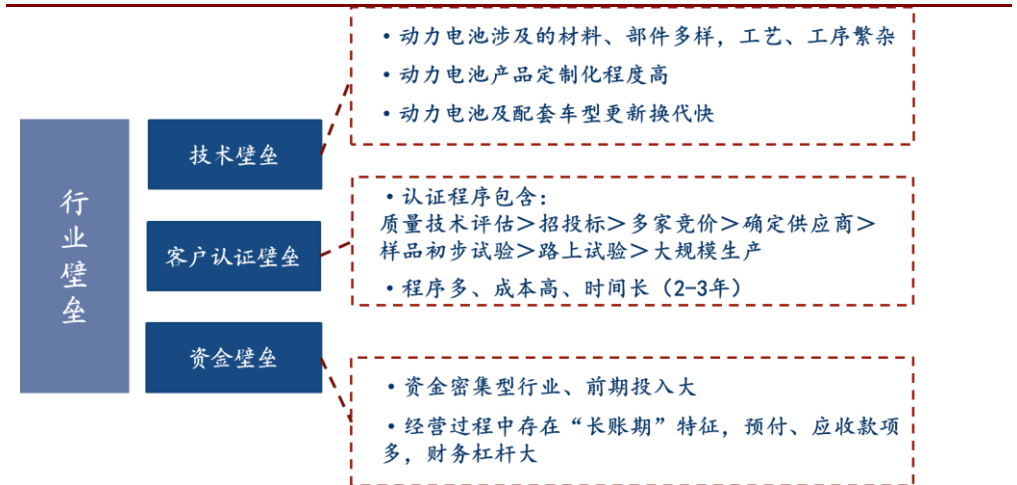 行业壁垒
技术壁垒
•动力电池涉及的材料、部件多样，工艺、工序繁杂
•动力电池产品定制化程度高
•动力电池及配套车型更新换代快
客户认证壁垒
•认证程序包含：
质量技术评估＞招投标＞多家竞价＞确定供应商＞
样品初步试验＞路上试验＞大规模生产
•程序多、成本高、时间长（2-3年）
资金壁垒
•资金密集型行业、前期投入大
•经营过程中存在“长账期”特征，预付、应收款项
多，财务杠杆大